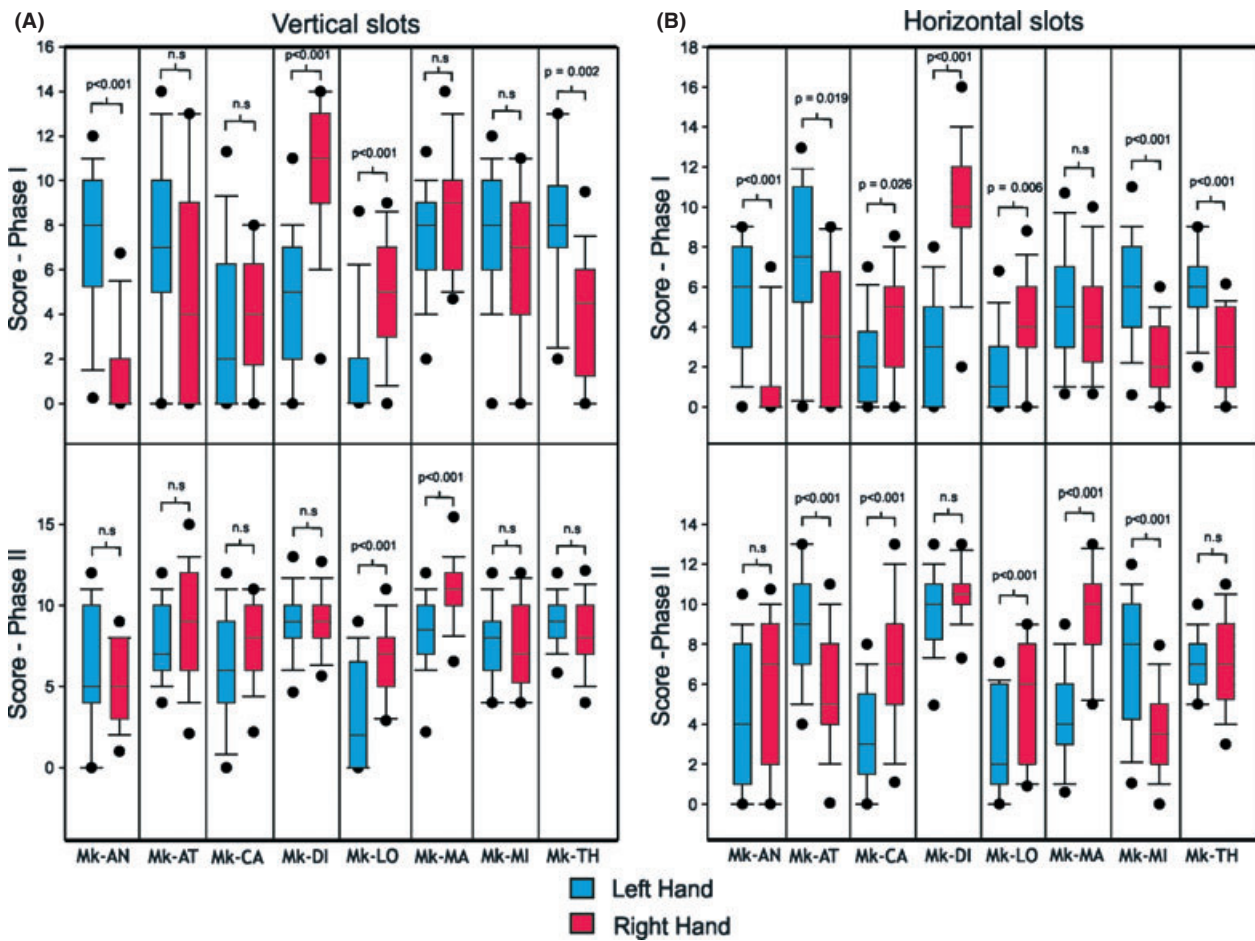 (A) Vertical slots
Score - Phase I
16
14
12
10
8
6
4
2
0
p<0.001
n.s
n.s
p<0.001
p<0.001
n.s
n.s
p = 0.002
Score - Phase II
15
10
5
0
n.s
n.s
n.s
n.s
p<0.001
p<0.001
n.s
n.s
Mk-AN Mk-AT Mk-CA Mk-DI Mk-LO Mk-MA Mk-MI Mk-TH
(B) Horizontal slots
Score - Phase I
18
16
14
12
10
8
6
4
2
0
p<0.001
p = 0.019
p = 0.026
p<0.001
p = 0.006
n.s
p<0.001
p<0.001
Score -Phase II
14
12
10
8
6
4
2
0
n.s
p<0.001
p<0.001
n.s
p<0.001
p<0.001
p<0.001
n.s
Mk-AN Mk-AT Mk-CA Mk-DI Mk-LO Mk-MA Mk-MI Mk-TH
Left Hand
Right Hand